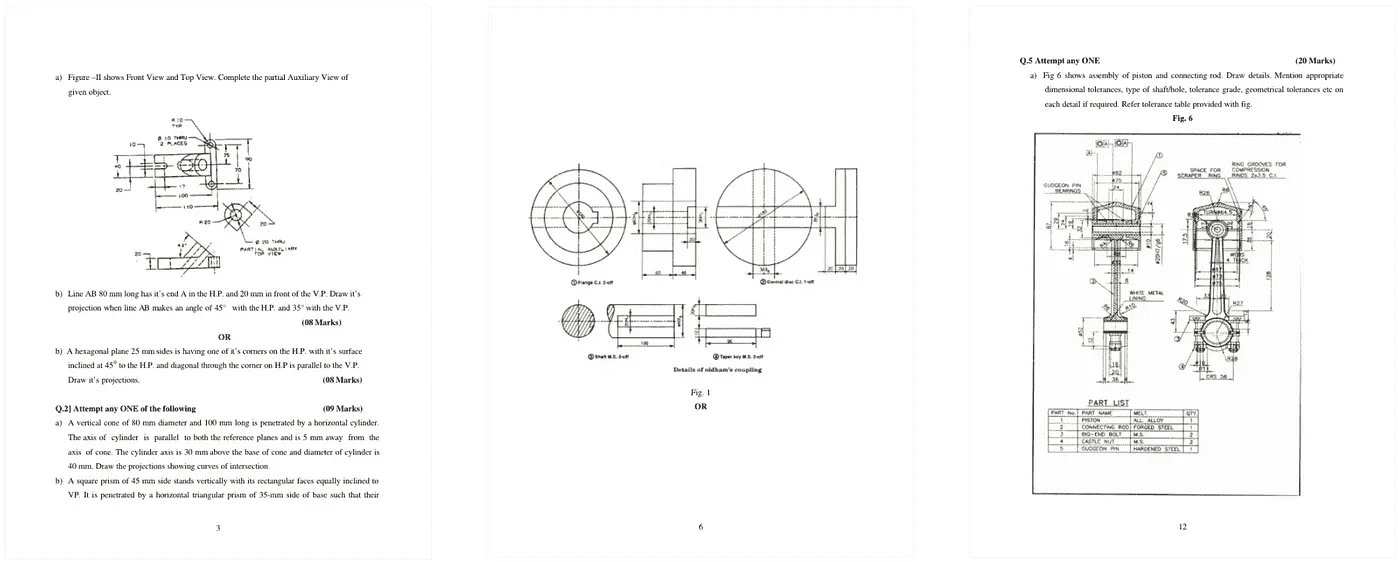 a) Figure–II shows Front View and Top View. Complete the partial Auxiliary View of
given object.
R 10
TYP.
Ø 10 THRU
2 PLACES
10
40
20
17
100
110
75
70
90
R 20
20
Ø 20 THRU
PARTIAL AUXILIARY
TOP VIEW
45°
20
b) Line AB 80 mm long has it's end A in the H.P. and 20 mm in front of the V.P. Draw it's
projection when line AB makes an angle of 45° with the H.P. and 35° with the V.P.
(08 Marks)
OR
b) A hexagonal plane 25 mm sides is having one of it's corners on the H.P. with it's surface
inclined at 45⁰ to the H.P. and diagonal through the corner on H.P is parallel to the V.P.
Draw it's projections. (08 Marks)
Q.2] Attempt any ONE of the following (09 Marks)
a) A vertical cone of 80 mm diameter and 100 mm long is penetrated by a horizontal cylinder.
The axis of cylinder is parallel to both the reference planes and is 5 mm away from the
axis of cone. The cylinder axis is 30 mm above the base of cone and diameter of cylinder is
40 mm. Draw the projections showing curves of intersection.
b) A square prism of 45 mm side stands vertically with its rectangular faces equally inclined to
VP. It is penetrated by a horizontal triangular prism of 35-mm side of base such that their
3
① Flange C.I. 2-off
② Central disc C.I. 1-off
20 20 20
③ Shaft M.S. 2-off
④ Taper key M.S. 2-off
Details of oldham's coupling
Fig. 1
OR
6
Q.5 Attempt any ONE (20 Marks)
a) Fig 6 shows assembly of piston and connecting rod. Draw details. Mention appropriate
dimensional tolerances, type of shaft/hole, tolerance grade, geometrical tolerances etc on
each detail if required. Refer tolerance table provided with fig.
Fig. 6
Ø82
Ø75
GUDGEON PIN
BEARINGS
SPACE FOR
SCRAPER RING
RING GROOVES FOR
COMPRESSION
RINGS 2x3.5 C.I.
WHITE METAL
LINING
R20
R27
PART LIST
PART No. PART NAME MELT. QTY
1 PISTON ALL ALLOY 1
2 CONNECTING ROD FORGED STEEL 1
3 BIG-END BOLT M.S. 2
4 CASTLE NUT M.S. 2
5 GUDGEON PIN HARDENED STEEL 1
12